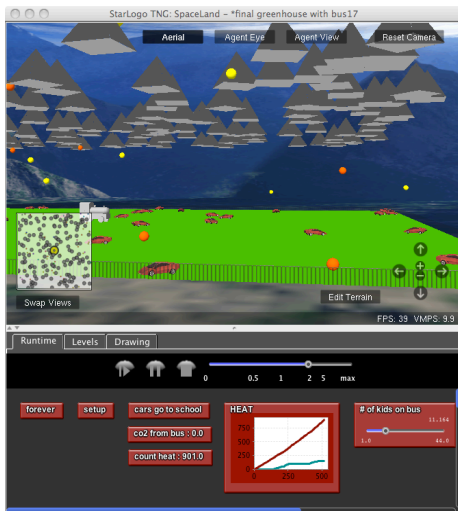 StarLogo TNG: SpaceLand – *final greenhouse with bus17
Aerial
Agent Eye
Agent View
Reset Camera
Swap Views
Edit Terrain
FPS: 39 VMPS: 9.9
Runtime
Levels
Drawing
0 0.5 1 2 5 max
forever
setup
cars go to school
co2 from bus : 0.0
count heat : 901.0
HEAT
750
500
250
0
0 250 500
# of kids on bus
11.164
1.0 44.0